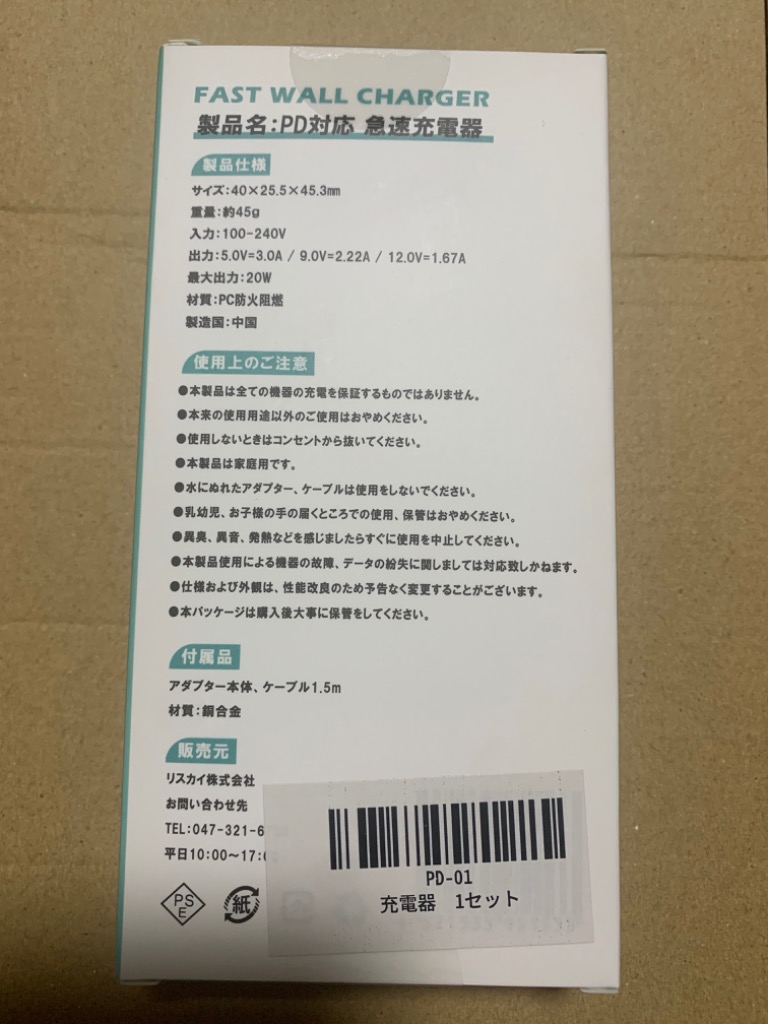 FAST WALL CHARGER
製品名:PD対応 急速充電器
製品仕様
サイズ:40×25.5×45.3mm
重量:約45g
入力:100-240V
出力:5.0V=3.0A / 9.0V=2.22A / 12.0V=1.67A
最大出力:20W
材質:PC防火阻燃
製造国:中国
使用上のご注意
●本製品は全ての機器の充電を保証するものではありません。
●本来の使用用途以外のご使用はおやめください。
●使用しないときはコンセントから抜いてください。
●本製品は家庭用です。
●水にぬれたアダプター、ケーブルは使用をしないでください。
●乳幼児、お子様の手の届くところでの使用、保管はおやめください。
●異臭、異音、発熱などを感じましたらすぐに使用を中止してください。
●本製品使用による機器の故障、データの紛失に関しましては対応致しかねます。
●仕様および外観は、性能改良のため予告なく変更することがございます。
●本パッケージは購入後大事に保管をしてください。
付属品
アダプター本体、ケーブル1.5m
材質:銅合金
販売元
リスカイ株式会社
お問い合わせ先
TEL:047-321-6
平日10:00〜17:
PS
E
紙
PD-01
充電器 1セット